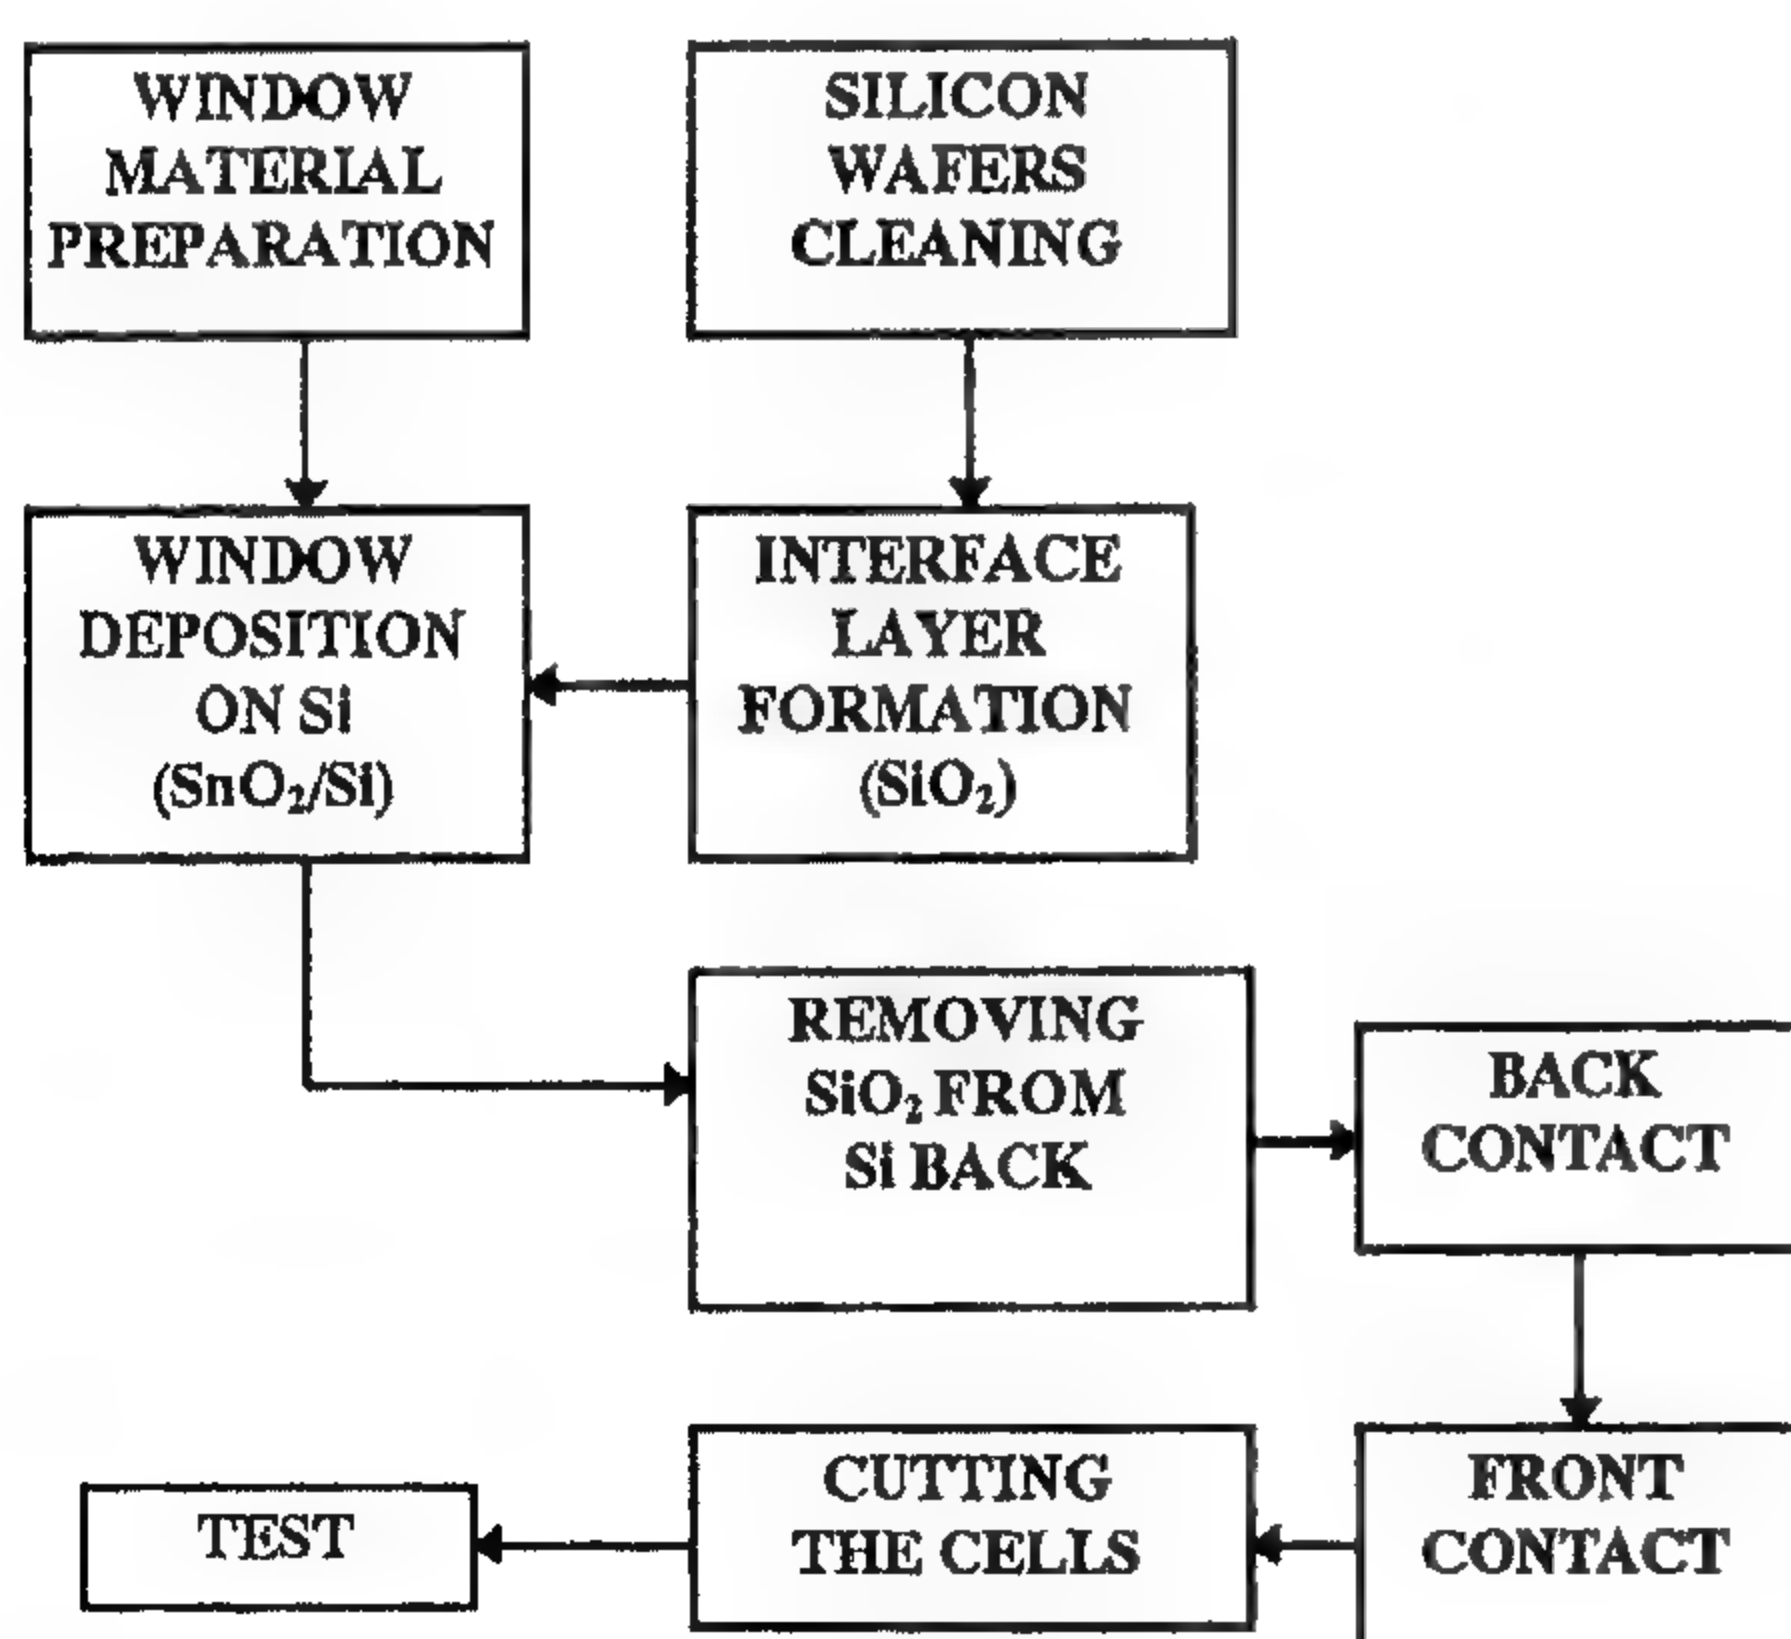 WINDOW
MATERIAL
PREPARATION
SILICON
WAFERS
CLEANING
WINDOW
DEPOSITION
ON Si
(SnO₂/Si)
INTERFACE
LAYER
FORMATION
(SiO₂)
REMOVING
SiO₂ FROM
Si BACK
BACK
CONTACT
FRONT
CONTACT
CUTTING
THE CELLS
TEST